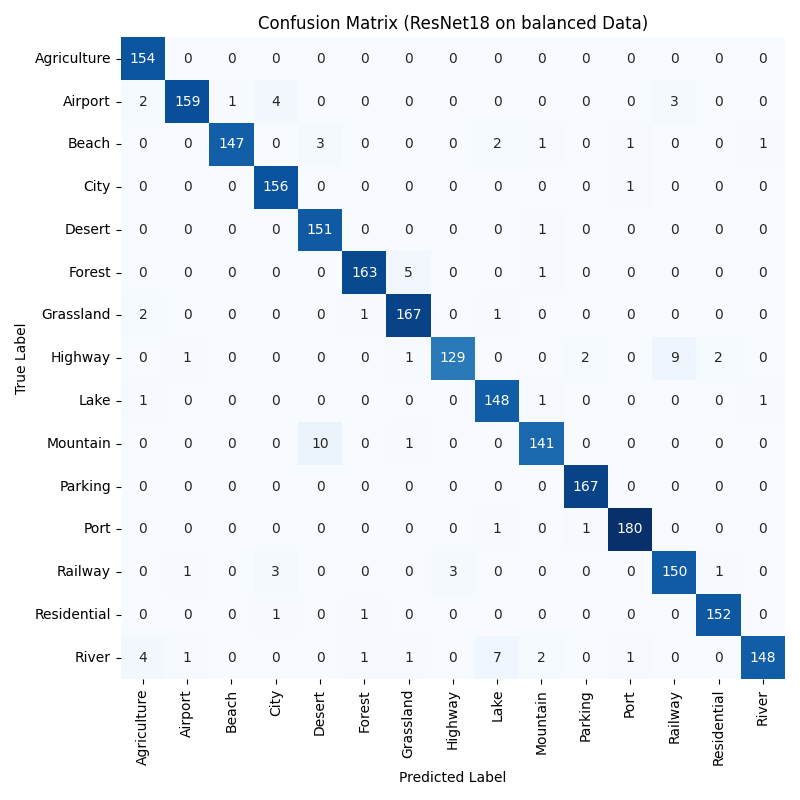 Confusion Matrix (ResNet18 on balanced Data)
Agriculture 154 0 0 0 0 0 0 0 0 0 0 0 0 0 0
Airport 2 159 1 4 0 0 0 0 0 0 0 0 3 0 0
Beach 0 0 147 0 3 0 0 0 2 1 0 1 0 0 1
City 0 0 0 156 0 0 0 0 0 0 0 1 0 0 0
Desert 0 0 0 0 151 0 0 0 0 1 0 0 0 0 0
Forest 0 0 0 0 0 163 5 0 0 1 0 0 0 0 0
Grassland 2 0 0 0 0 1 167 0 1 0 0 0 0 0 0
Highway 0 1 0 0 0 0 1 129 0 0 2 0 9 2 0
Lake 1 0 0 0 0 0 0 0 148 1 0 0 0 0 1
Mountain 0 0 0 0 10 0 1 0 0 141 0 0 0 0 0
Parking 0 0 0 0 0 0 0 0 0 0 167 0 0 0 0
Port 0 0 0 0 0 0 0 0 1 0 1 180 0 0 0
Railway 0 1 0 3 0 0 0 3 0 0 0 0 150 1 0
Residential 0 0 0 1 0 1 0 0 0 0 0 0 0 152 0
River 4 1 0 0 0 1 1 0 7 2 0 1 0 0 148
True Label
Agriculture Airport Beach City Desert Forest Grassland Highway Lake Mountain Parking Port Railway Residential River
Predicted Label